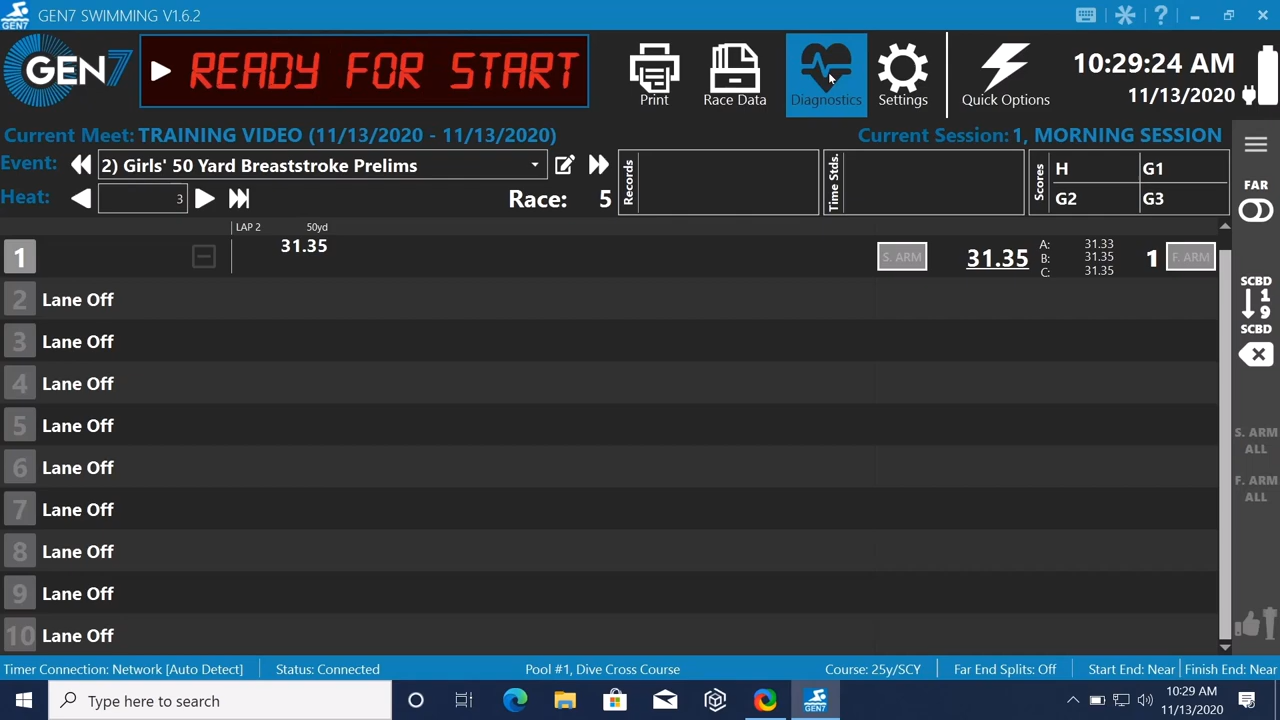 GEN7 SWIMMING V1.6.2
GEN7
GEN7
READY FOR START
Print
Race Data
Diagnostics
Settings
Quick Options
10:29:24 AM
11/13/2020
Current Meet: TRAINING VIDEO (11/13/2020 - 11/13/2020)
Current Session: 1, MORNING SESSION
Event:
2) Girls' 50 Yard Breaststroke Prelims
Heat:
3
Race: 5
Records
Time Stds.
Scores
H
G1
G2
G3
FAR
LAP 2
50yd
1
31.35
S. ARM
31.35
A: 31.33
B: 31.35
C: 31.35
1
F. ARM
2 Lane Off
3 Lane Off
4 Lane Off
5 Lane Off
6 Lane Off
7 Lane Off
8 Lane Off
9 Lane Off
10 Lane Off
SCBD
1
9
SCBD
S. ARM
ALL
F. ARM
ALL
Timer Connection: Network [Auto Detect]
Status: Connected
Pool #1, Dive Cross Course
Course: 25y/SCY
Far End Splits: Off
Start End: Near
Finish End: Near
Type here to search
GEN7
10:29 AM
11/13/2020